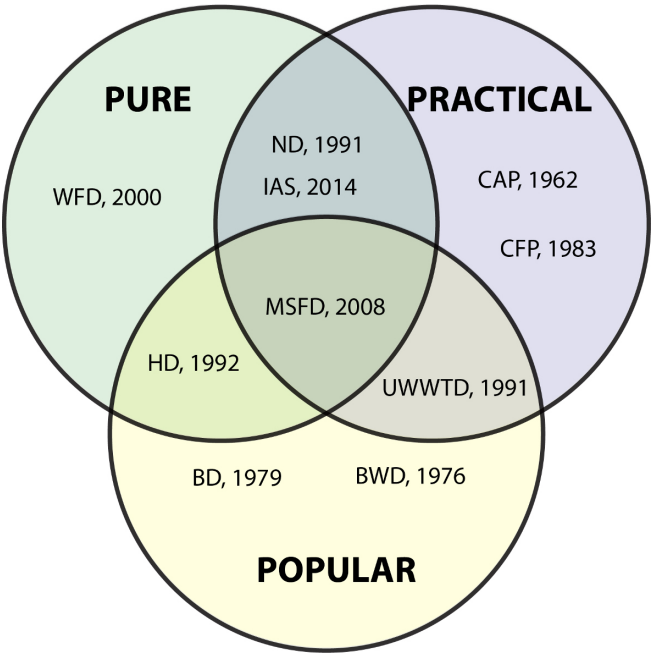 PURE
PRACTICAL
ND, 1991
IAS, 2014
CAP, 1962
WFD, 2000
CFP, 1983
MSFD, 2008
HD, 1992
UWWTD, 1991
BD, 1979
BWD, 1976
POPULAR